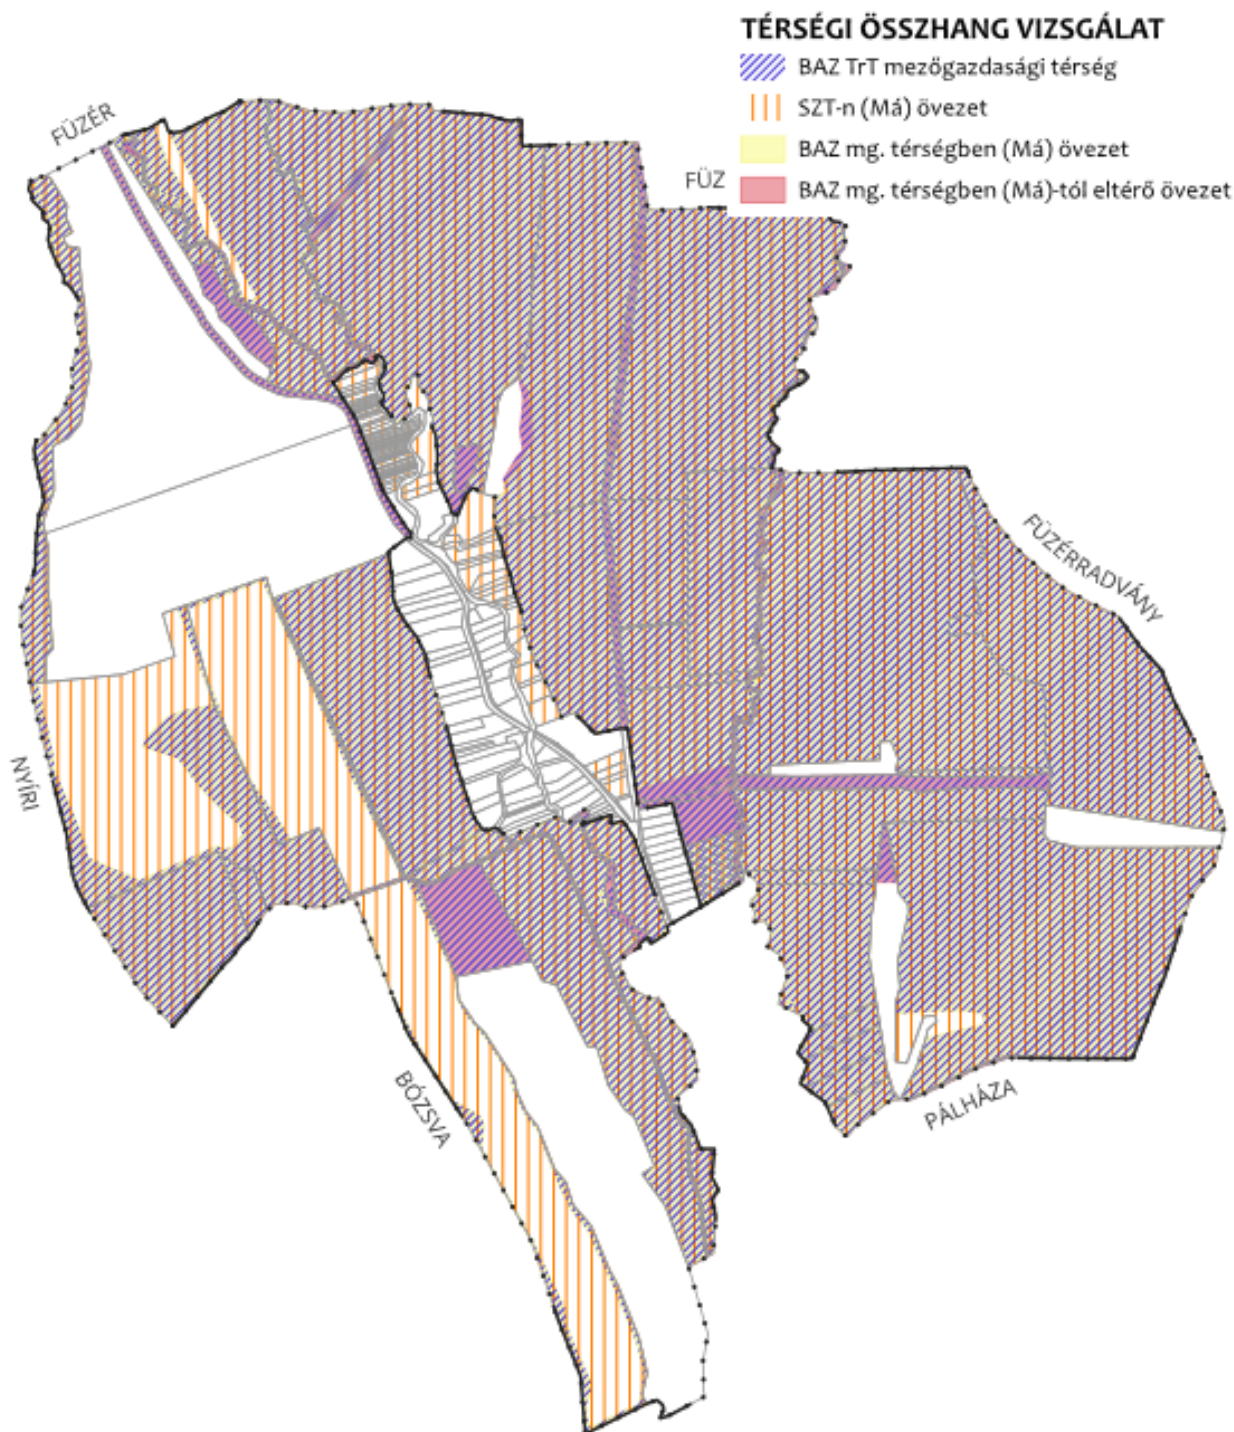 TÉRSÉGI ÖSSZHANG VIZSGÁLAT
BAZ TrT mezőgazdasági térség
SZT-n (Má) övezet
BAZ mg. térségben (Má) övezet
BAZ mg. térségben (Má)-tól eltérő övezet
FÜZÉR
FÜZ
FÜZÉRRADVÁNY
NYÍRI
BÓZSVA
PÁLHÁZA